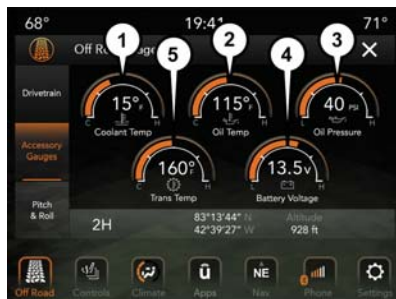 68°
19:41
71°
Off Ro
age
1
5
2
4
3
Drivetrain
Accessory
Gauges
Pitch
& Roll
15°F
C H
Coolant Temp
115°F
C H
Oil Temp
40 PSI
L H
Oil Pressure
160°F
C H
Trans Temp
13.5v
L H
Battery Voltage
2H
83°13'44" N
42°39'27" W
Altitude
928 ft
Off Road
Controls
Climate
Apps
Nav
Phone
Settings
û
NE